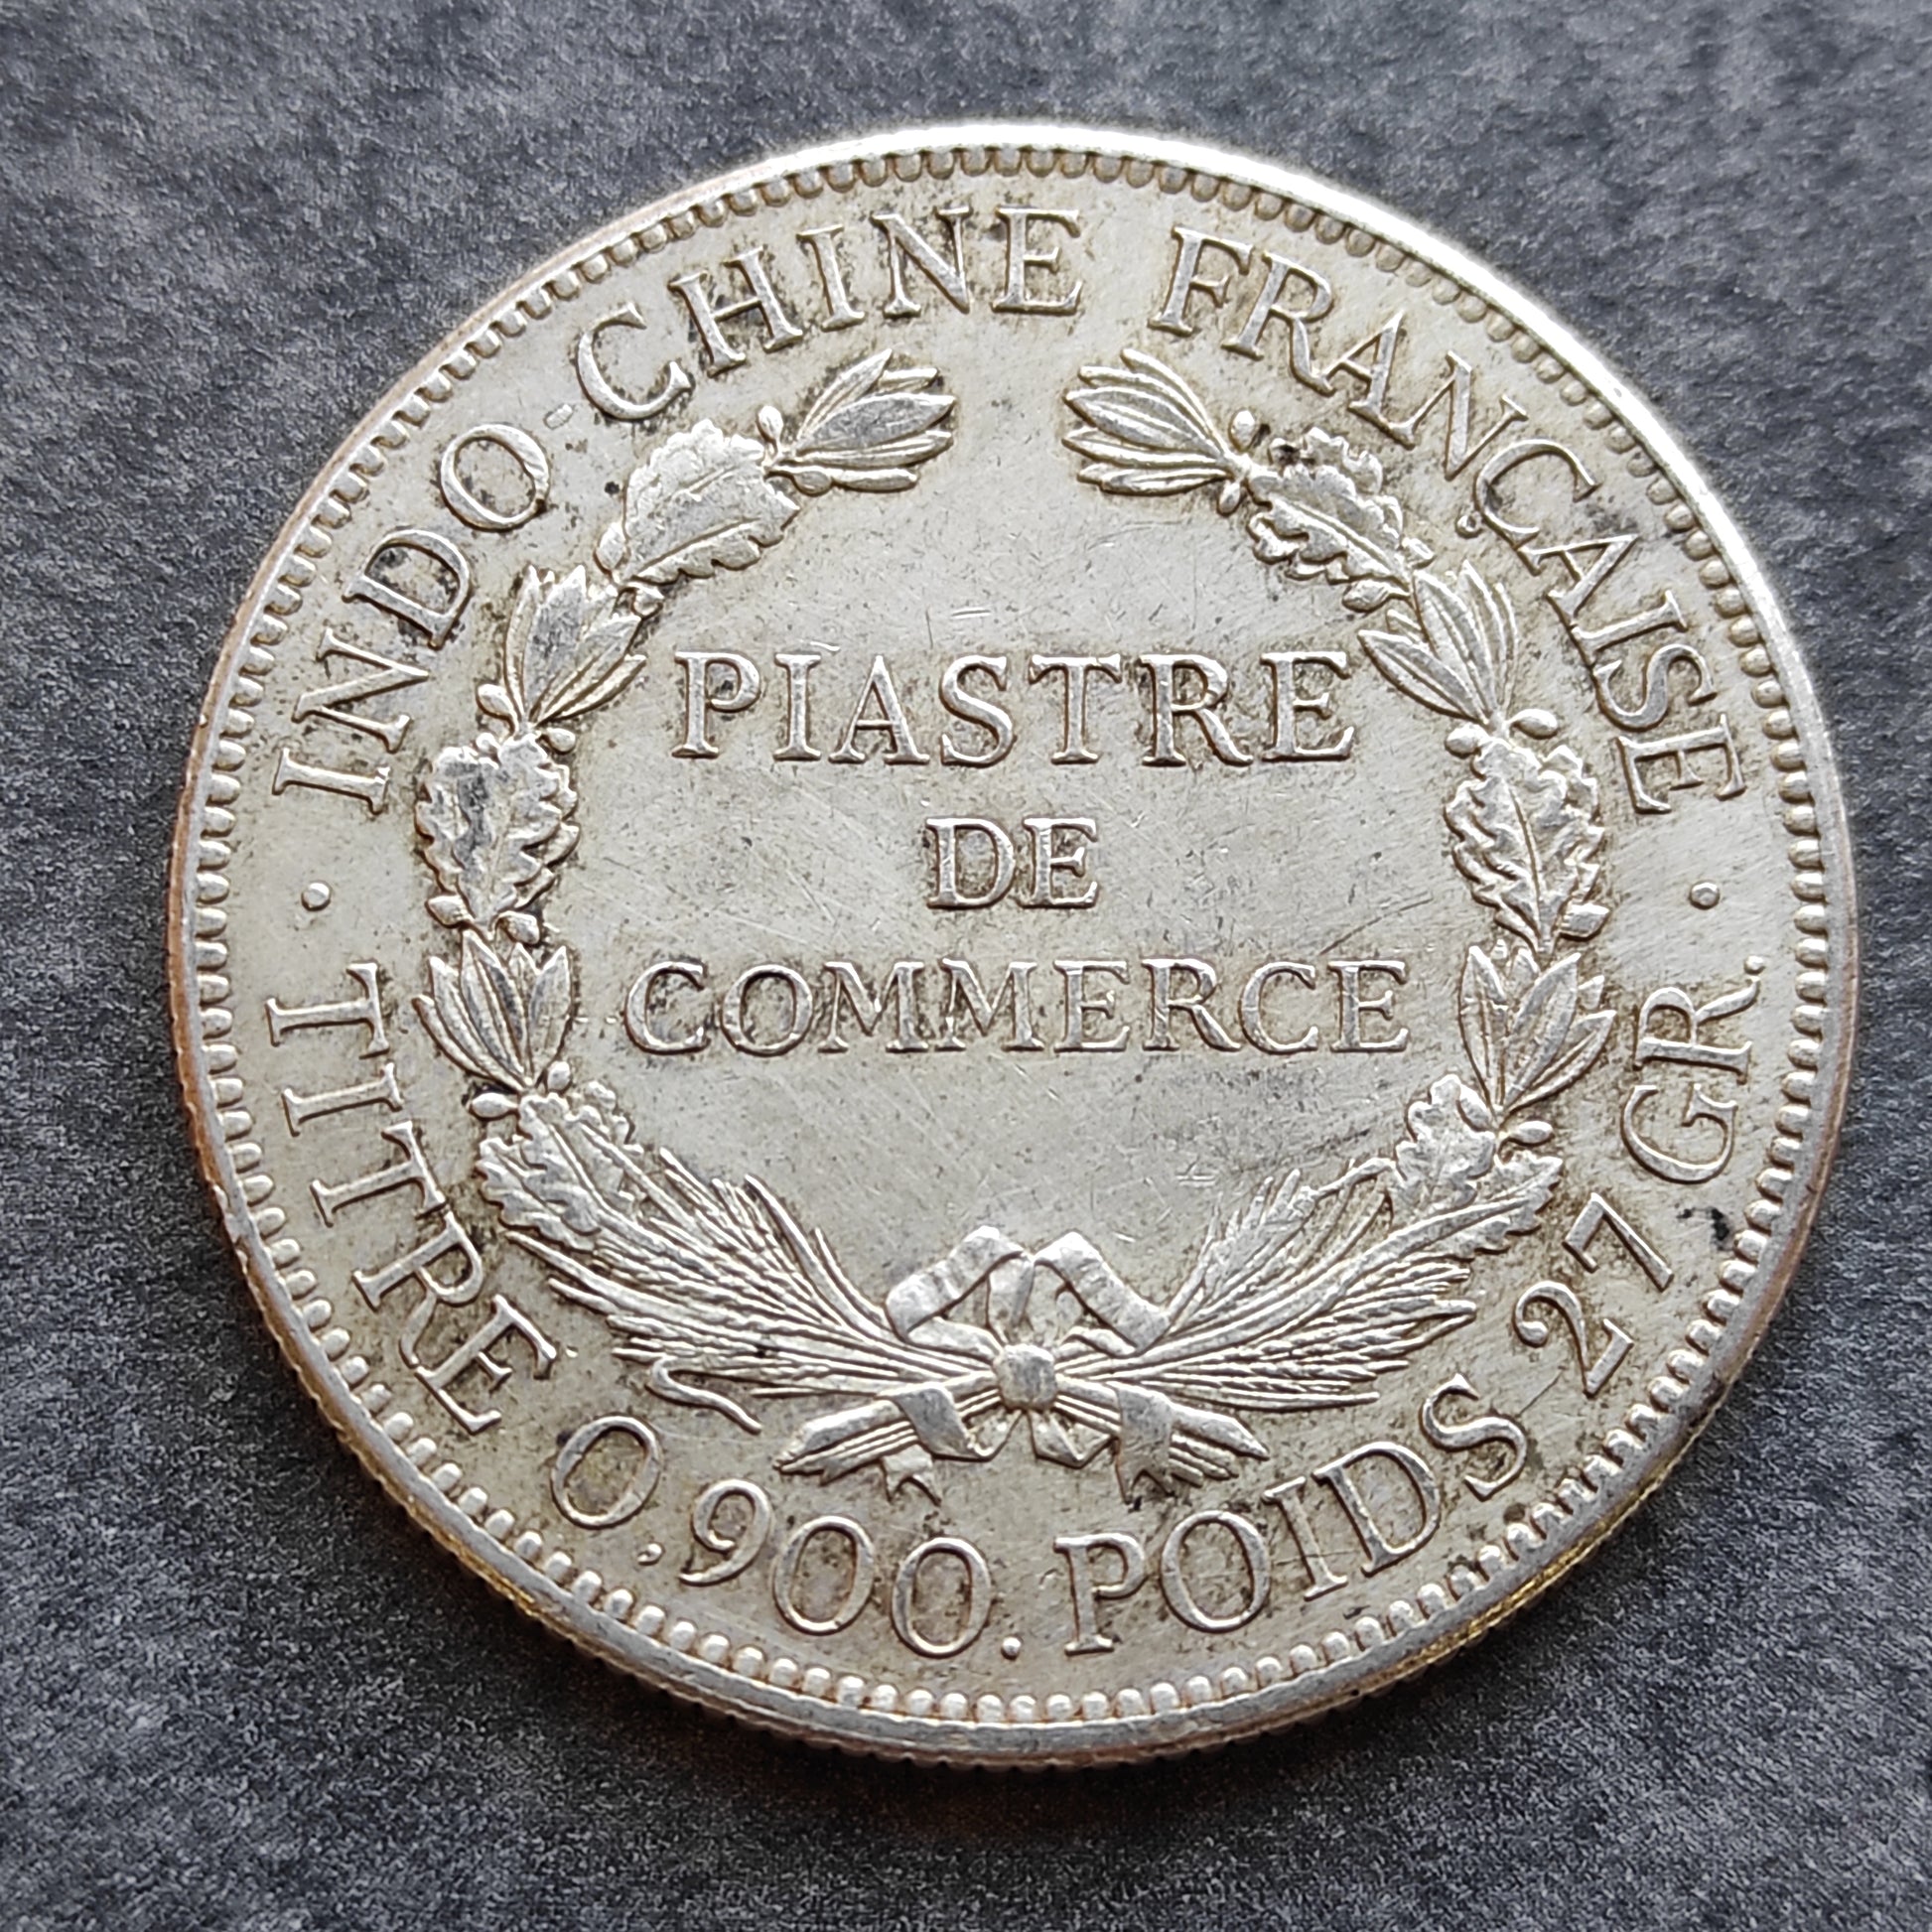 INDO-CHINE FRANÇAISE
PIASTRE
DE
COMMERCE
TITRE 0,900. POIDS 27 GR.